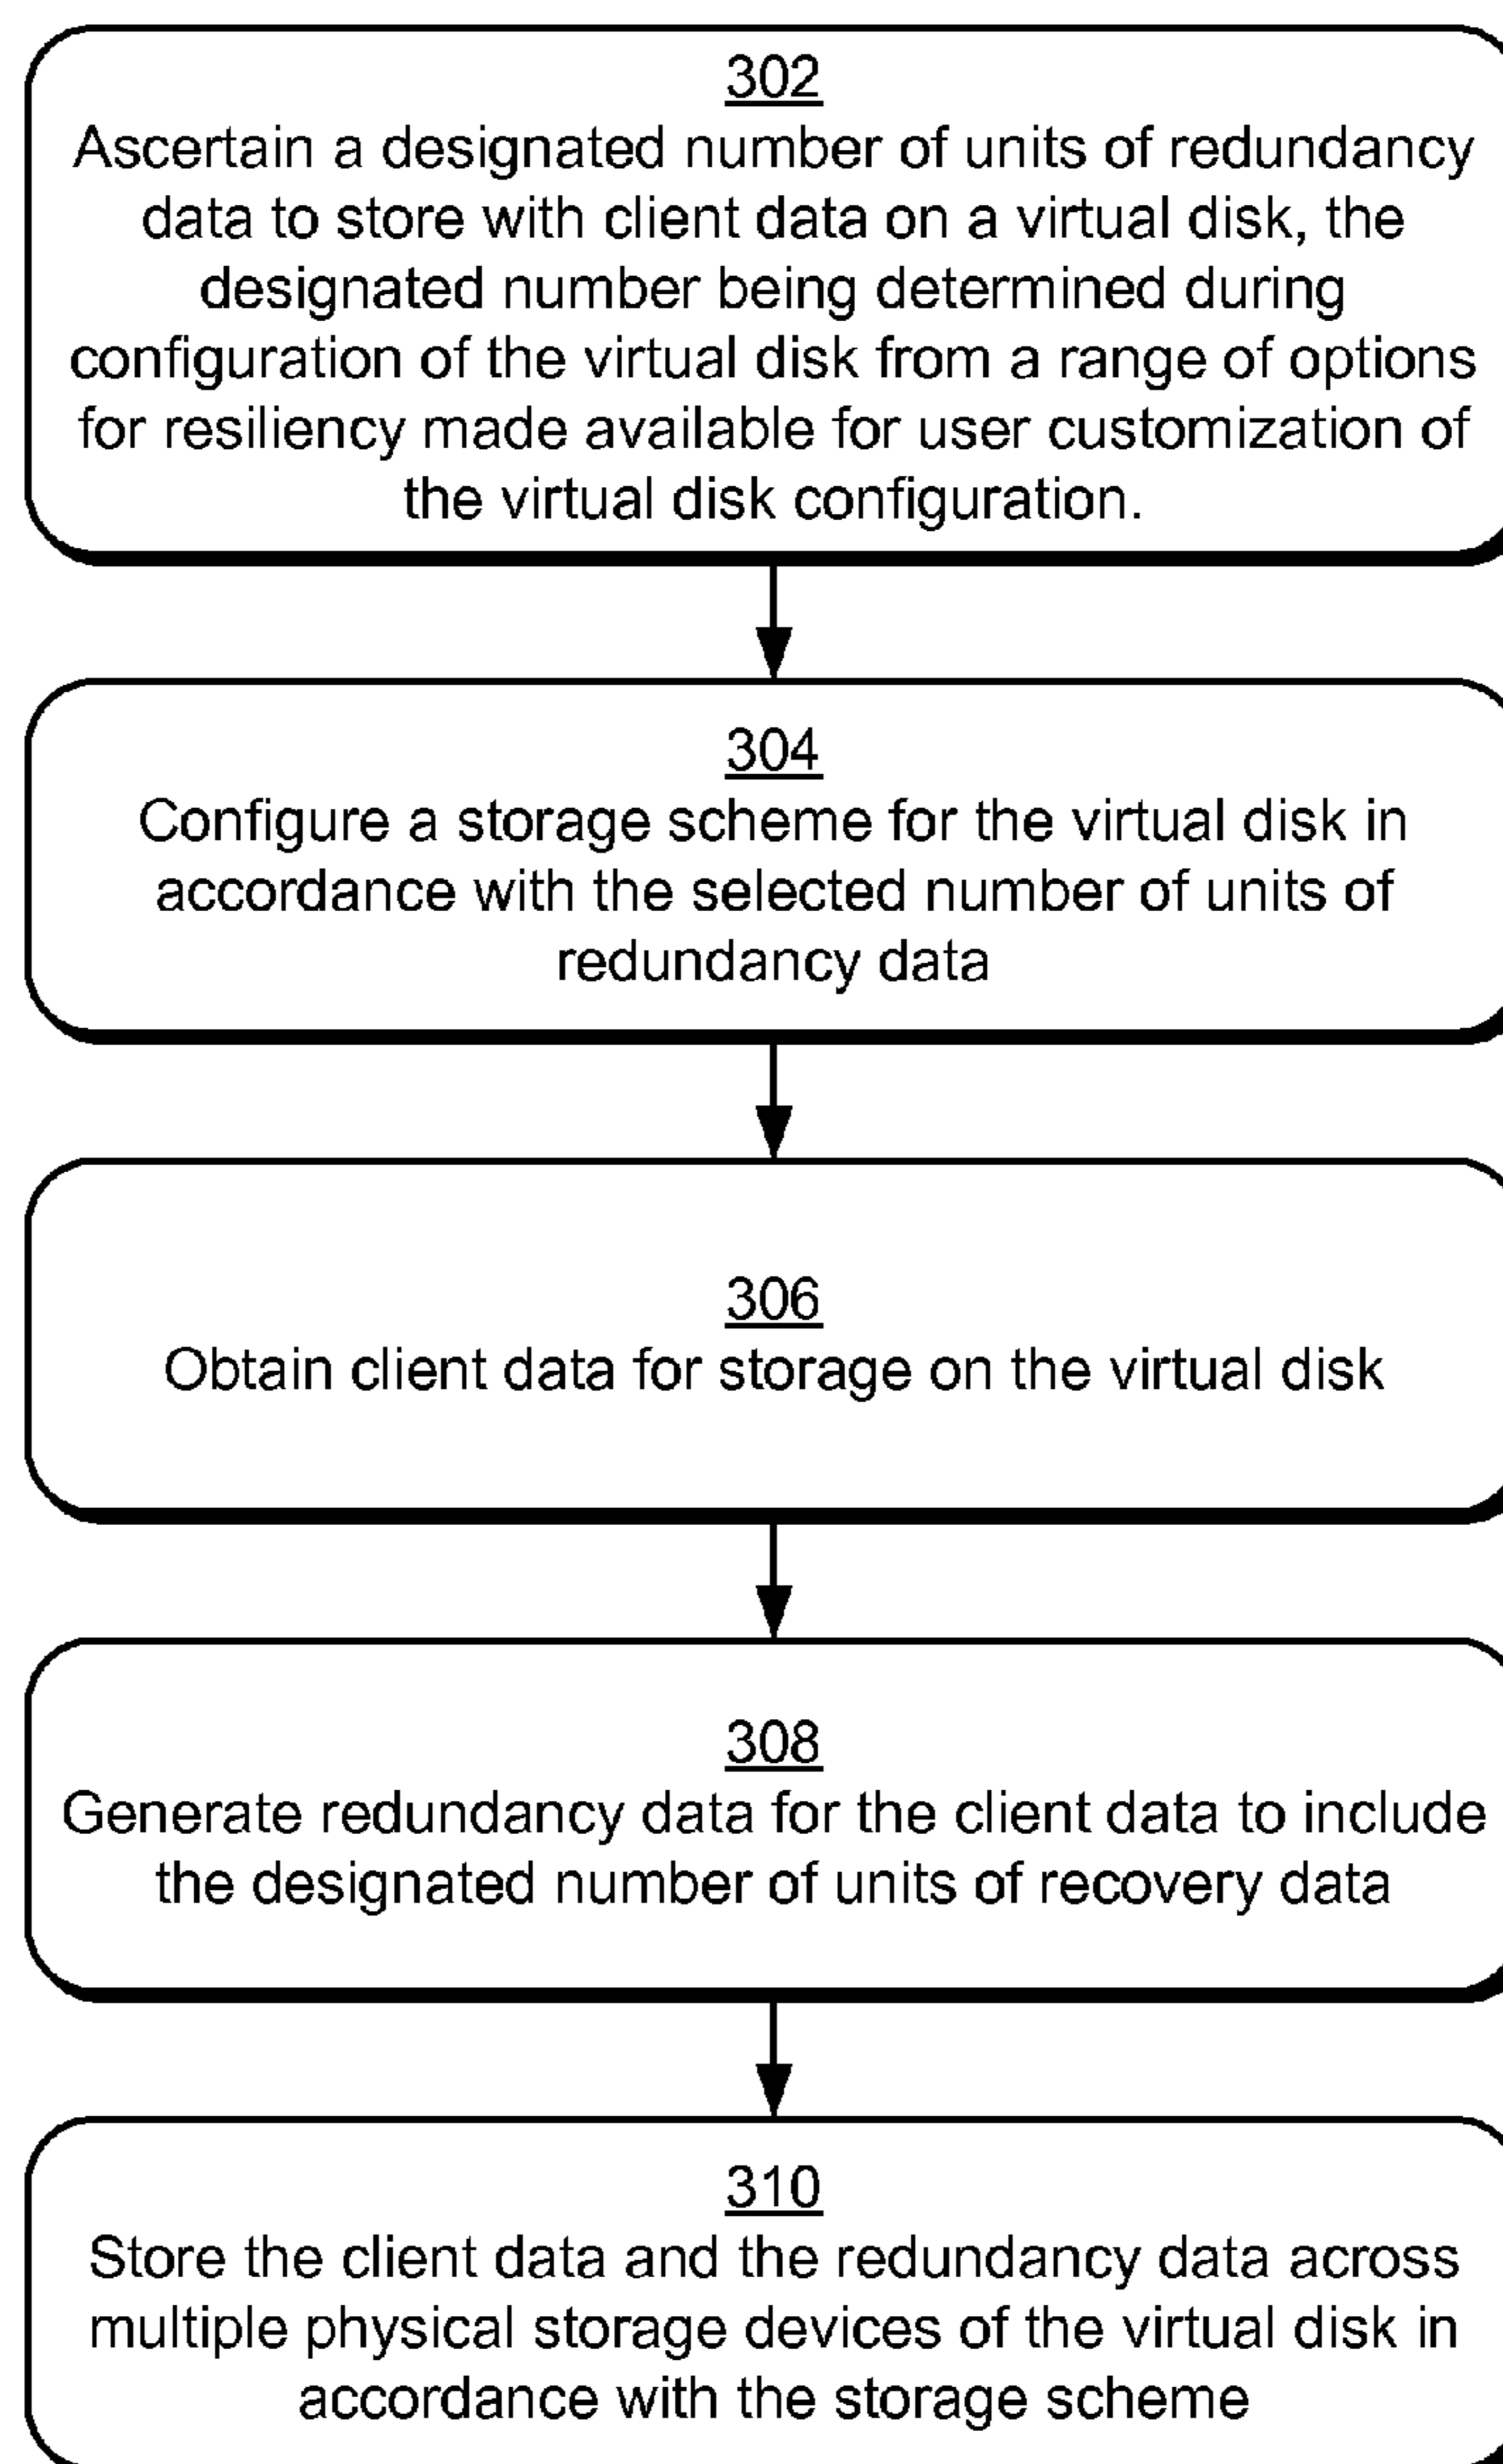 302
Ascertain a designated number of units of redundancy
data to store with client data on a virtual disk, the
designated number being determined during
configuration of the virtual disk from a range of options
for resiliency made available for user customization of
the virtual disk configuration.
304
Configure a storage scheme for the virtual disk in
accordance with the selected number of units of
redundancy data
306
Obtain client data for storage on the virtual disk
308
Generate redundancy data for the client data to include
the designated number of units of recovery data
310
Store the client data and the redundancy data across
multiple physical storage devices of the virtual disk in
accordance with the storage scheme